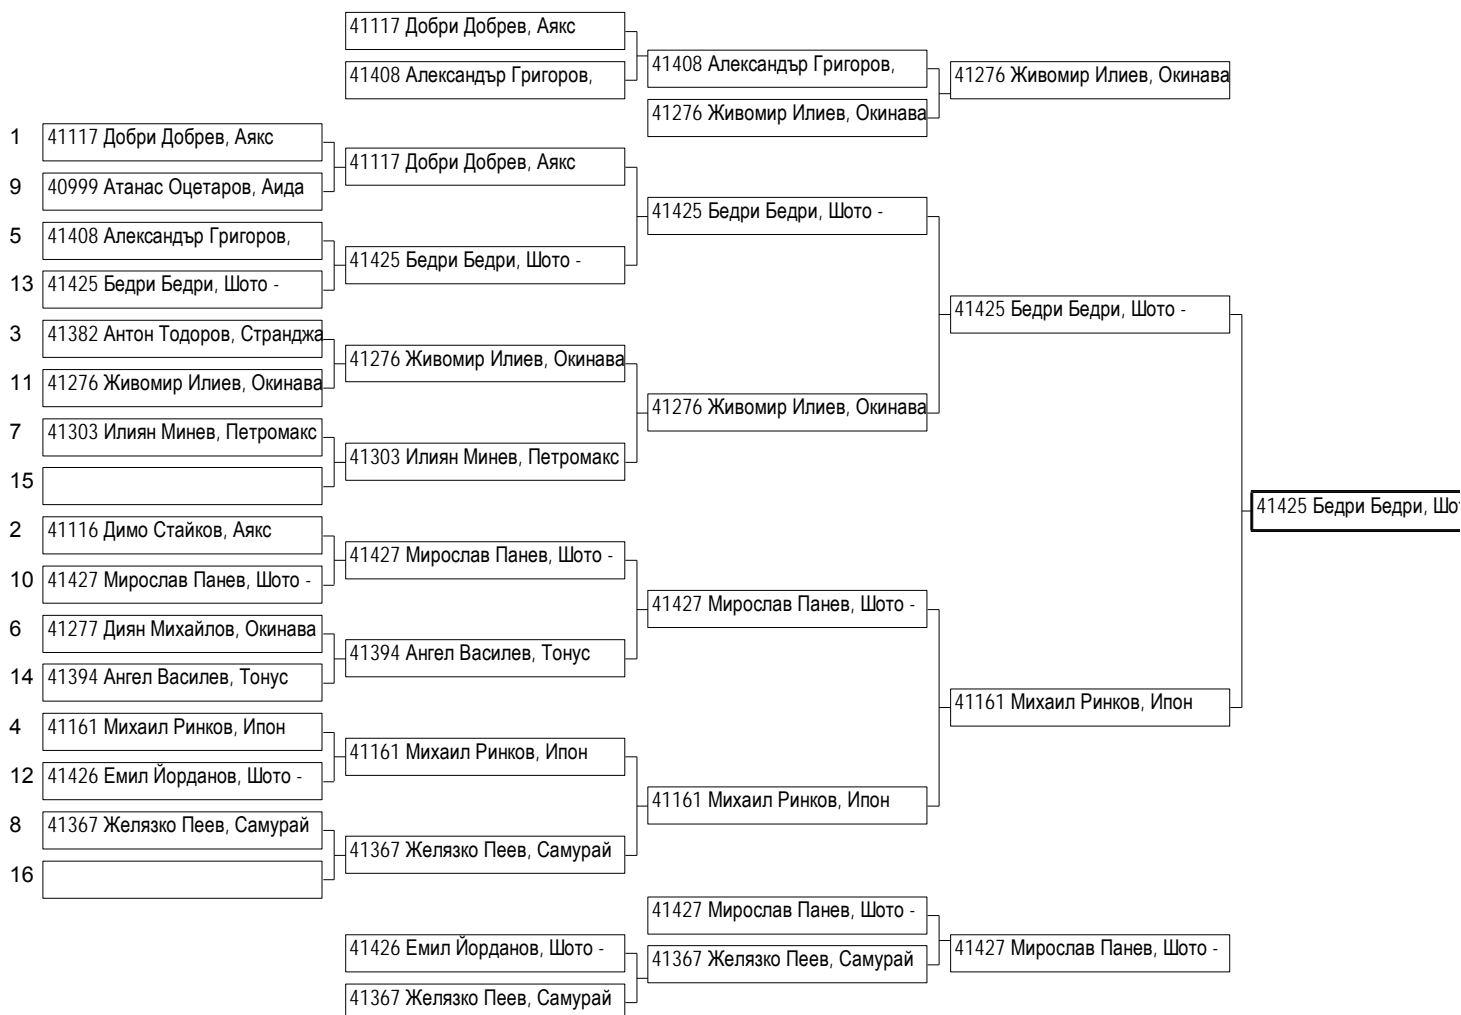 41117 Добри Добрев, Аякс
41408 Александър Григоров,
41408 Александър Григоров,
41276 Живомир Илиев, Окинава
41276 Живомир Илиев, Окинава
1 41117 Добри Добрев, Аякс
9 40999 Атанас Оцетаров, Аида
41117 Добри Добрев, Аякс
5 41408 Александър Григоров,
13 41425 Бедри Бедри, Шото -
41425 Бедри Бедри, Шото -
41425 Бедри Бедри, Шото -
3 41382 Антон Тодоров, Странджа
11 41276 Живомир Илиев, Окинава
41276 Живомир Илиев, Окинава
7 41303 Илиян Минев, Петромакс
15
41303 Илиян Минев, Петромакс
41276 Живомир Илиев, Окинава
41425 Бедри Бедри, Шото -
2 41116 Димо Стайков, Аякс
10 41427 Мирослав Панев, Шото -
41427 Мирослав Панев, Шото -
6 41277 Диян Михайлов, Окинава
14 41394 Ангел Василев, Тонус
41394 Ангел Василев, Тонус
41427 Мирослав Панев, Шото -
4 41161 Михаил Ринков, Ипон
12 41426 Емил Йорданов, Шото -
41161 Михаил Ринков, Ипон
8 41367 Желязко Пеев, Самурай
16
41367 Желязко Пеев, Самурай
41161 Михаил Ринков, Ипон
41161 Михаил Ринков, Ипон
41425 Бедри Бедри, Шо
41426 Емил Йорданов, Шото -
41367 Желязко Пеев, Самурай
41427 Мирослав Панев, Шото -
41367 Желязко Пеев, Самурай
41427 Мирослав Панев, Шото -